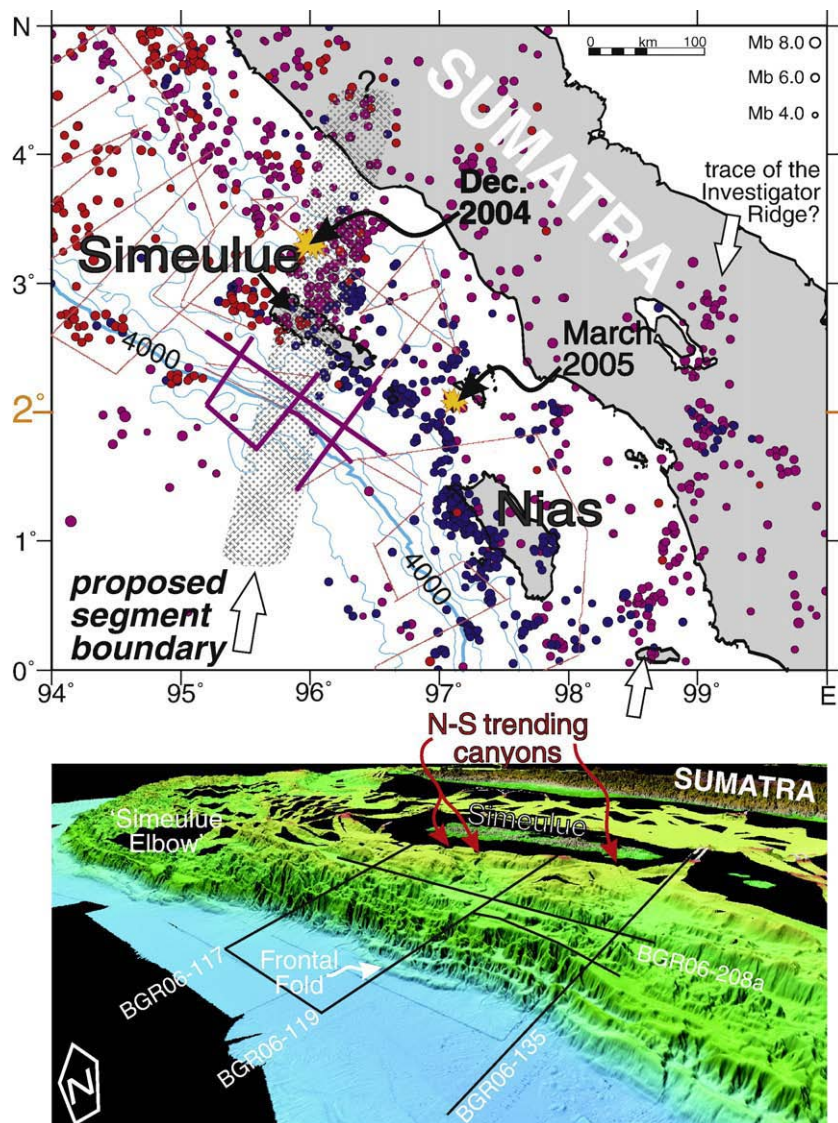 N
0 km 100
Mb 8.0
Mb 6.0
Mb 4.0
SUMATRA
?
4°
Dec.
2004
trace of the
Investigator
Ridge?
Simeulue
3°
4000
March
2005
2°
Nias
1°
4000
proposed
segment
boundary
0°
94 95 96 97 98 99 E
N-S trending
canyons
SUMATRA
'Simeulue
Elbow'
Simeulue
BGR06-117
Frontal
Fold
BGR06-119
BGR06-208a
BGR06-135
N